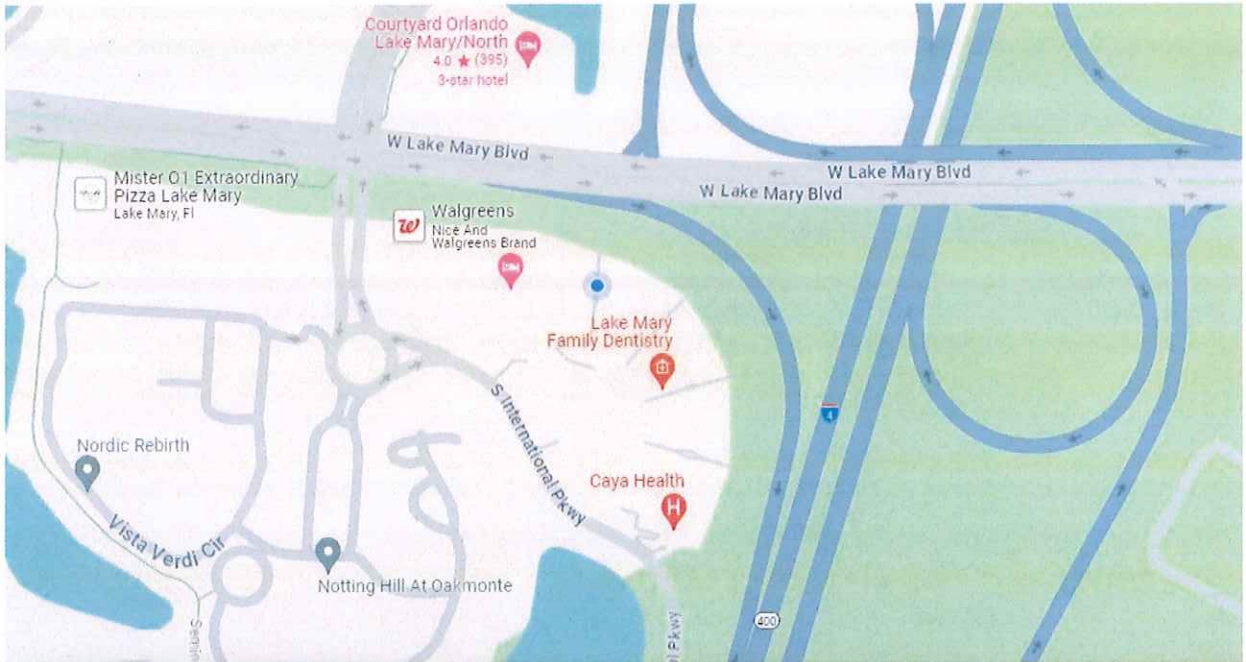 Courtyard Orlando
Lake Mary/North
4.0 ★ (395)
3-star hotel
W Lake Mary Blvd
W Lake Mary Blvd
W Lake Mary Blvd
Mister O1 Extraordinary
Pizza Lake Mary
Lake Mary, Fl
Walgreens
Nice And
Walgreens Brand
Lake Mary
Family Dentistry
S International Pkwy
4
Nordic Rebirth
Caya Health
H
Vista Verdi Cir
Notting Hill At Oakmonte
400
Pkwy